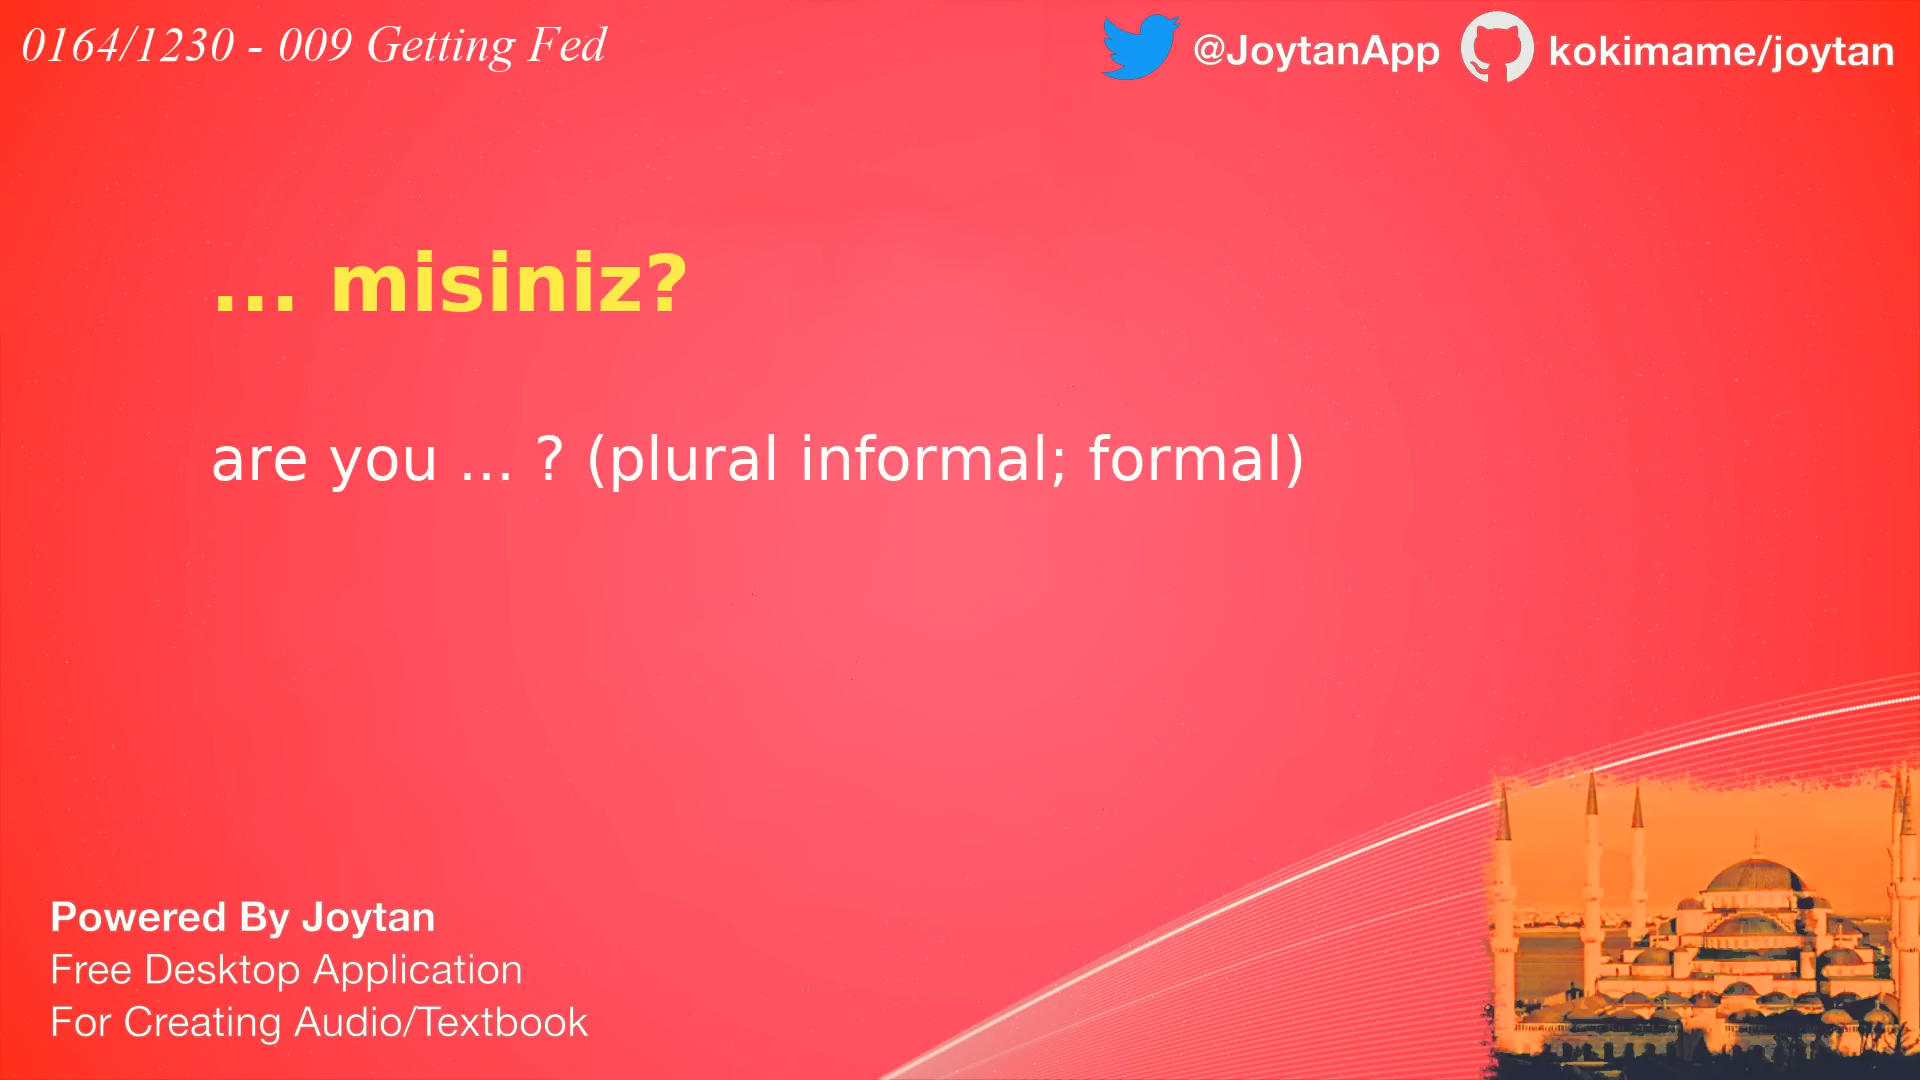 0164/1230 - 009 Getting Fed
@JoytanApp
kokimame/joytan
... misiniz?
are you ... ? (plural informal; formal)
Powered By Joytan
Free Desktop Application
For Creating Audio/Textbook